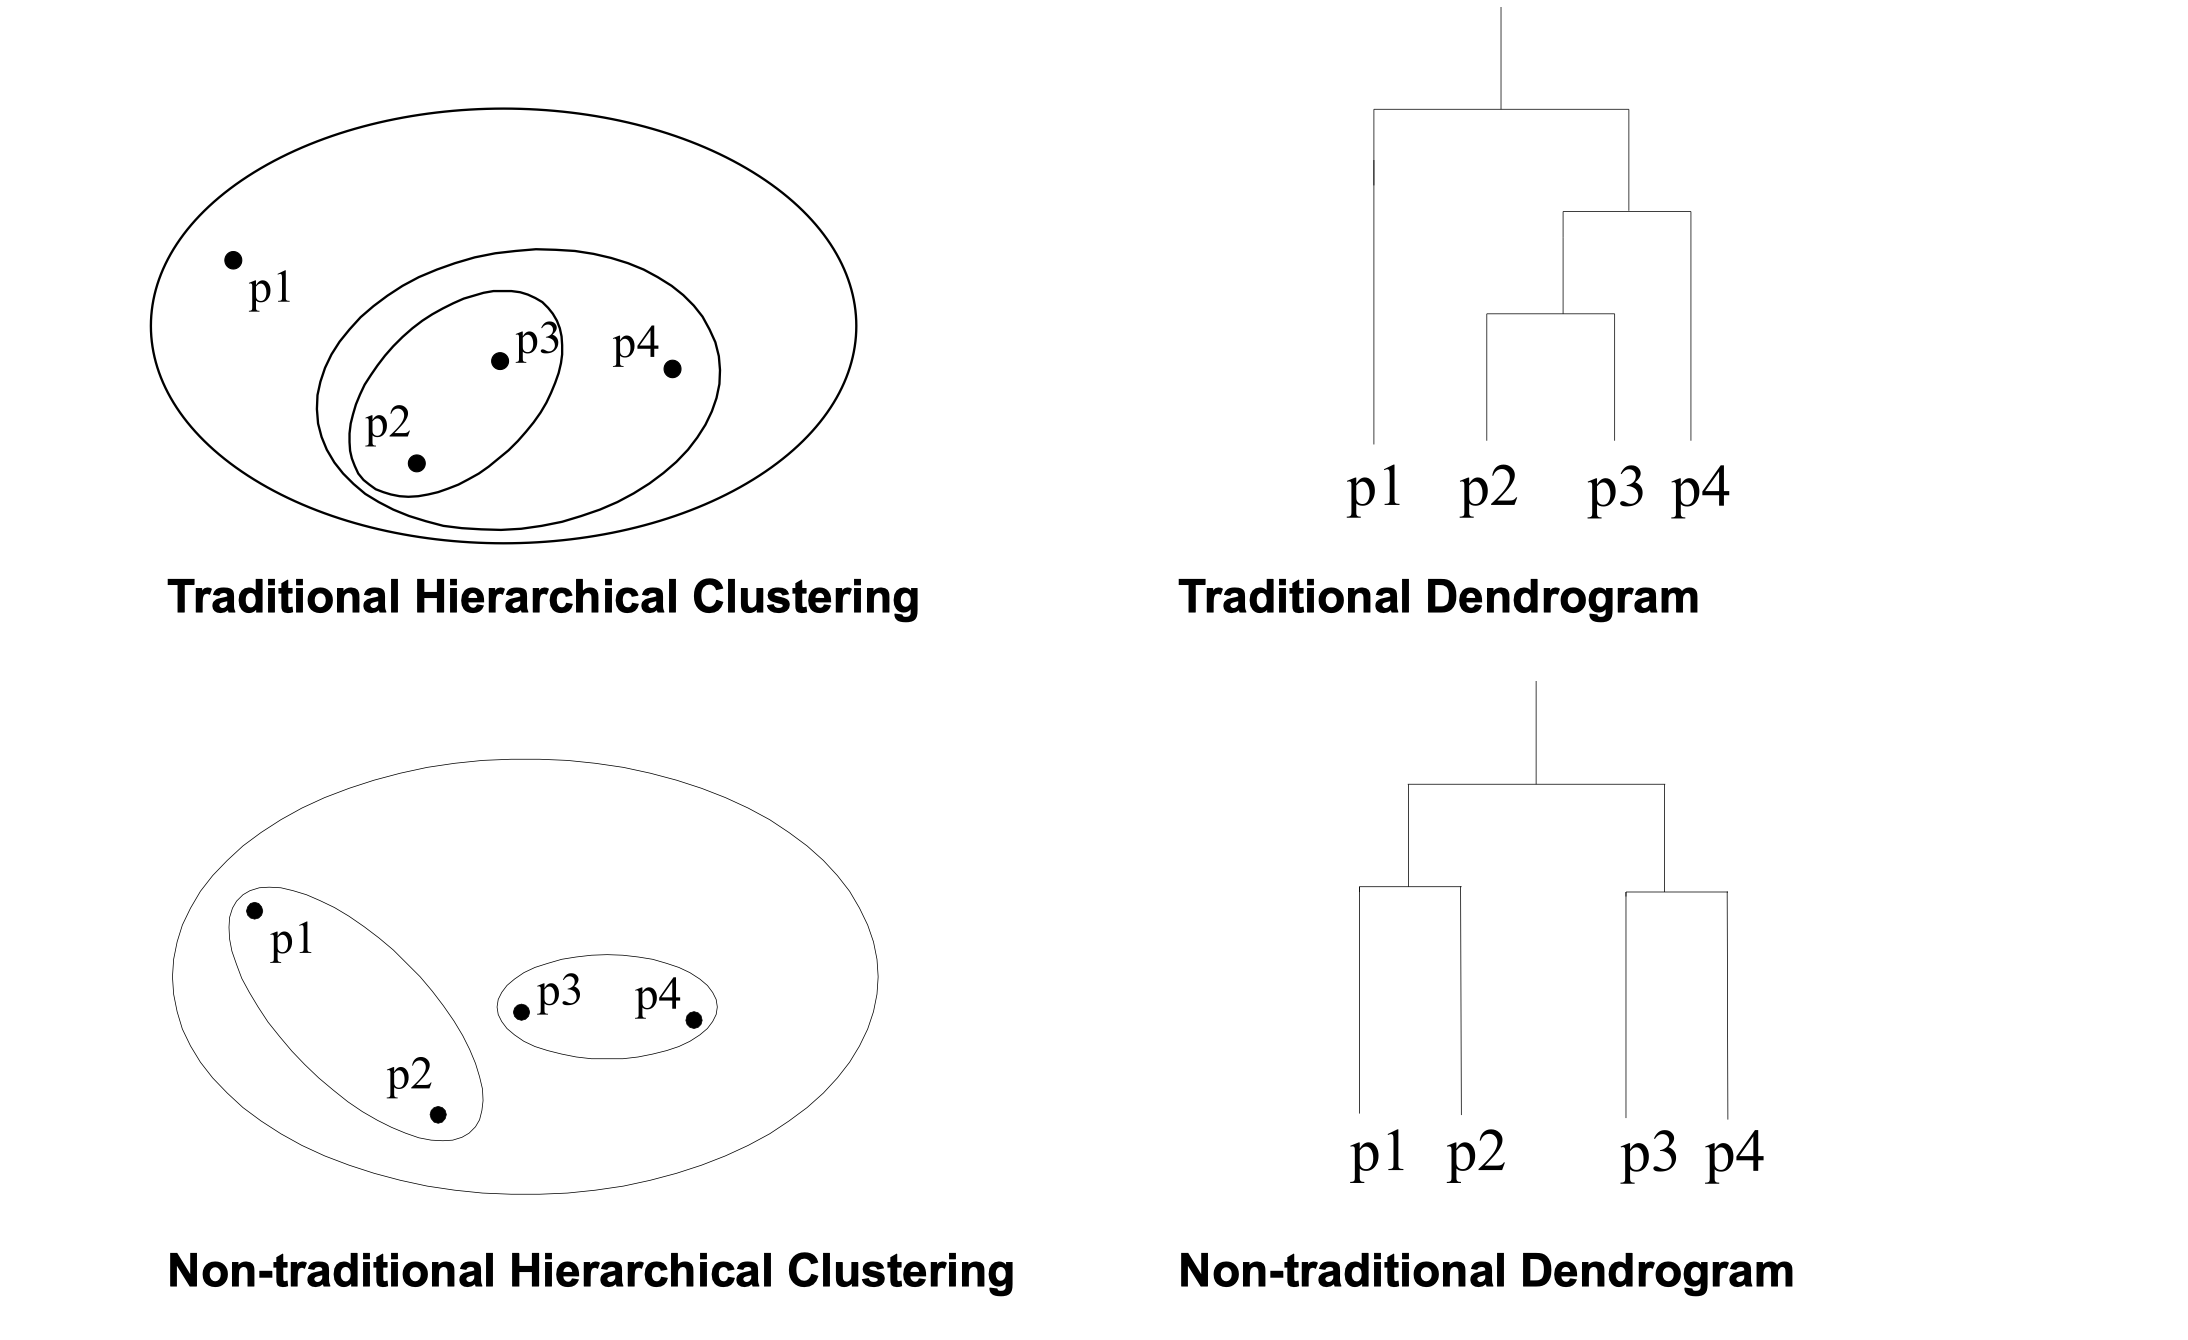 p1
p3
p4
p2
p1 p2 p3 p4
Traditional Hierarchical Clustering
Traditional Dendrogram
p1
p3
p4
p2
p1 p2 p3 p4
Non-traditional Hierarchical Clustering
Non-traditional Dendrogram